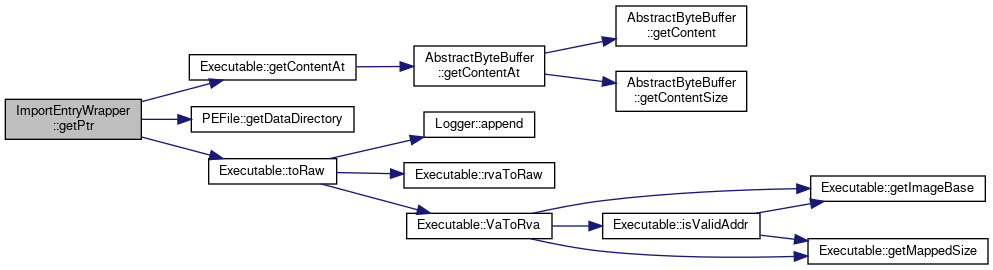 ImportEntryWrapper
::getPtr
Executable::getContentAt
PEFile::getDataDirectory
Executable::toRaw
AbstractByteBuffer
::getContentAt
AbstractByteBuffer
::getContent
AbstractByteBuffer
::getContentSize
Logger::append
Executable::rvaToRaw
Executable::VaToRva
Executable::isValidAddr
Executable::getImageBase
Executable::getMappedSize